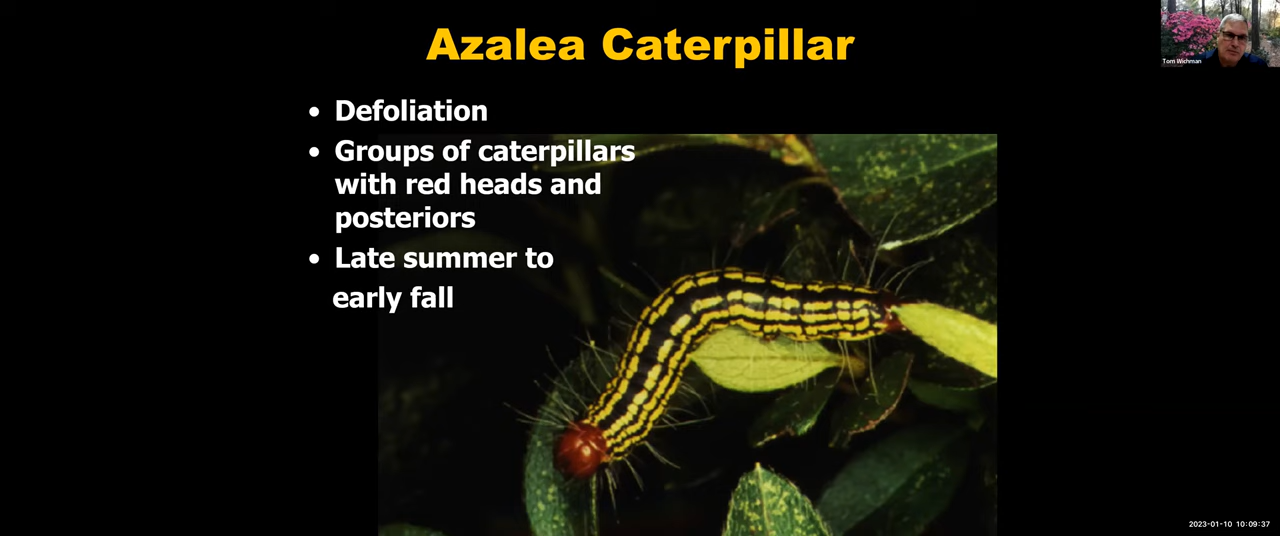 Azalea Caterpillar
Tom Wichman
• Defoliation
• Groups of caterpillars
with red heads and
posteriors
• Late summer to
early fall
2023-01-10 10:09:37